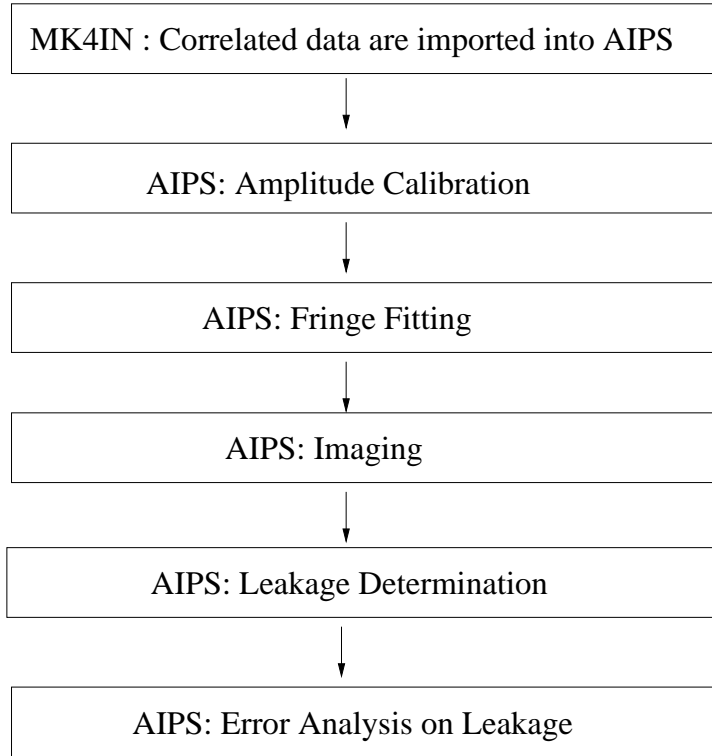 MK4IN : Correlated data are imported into AIPS
AIPS: Amplitude Calibration
AIPS: Fringe Fitting
AIPS: Imaging
AIPS: Leakage Determination
AIPS: Error Analysis on Leakage